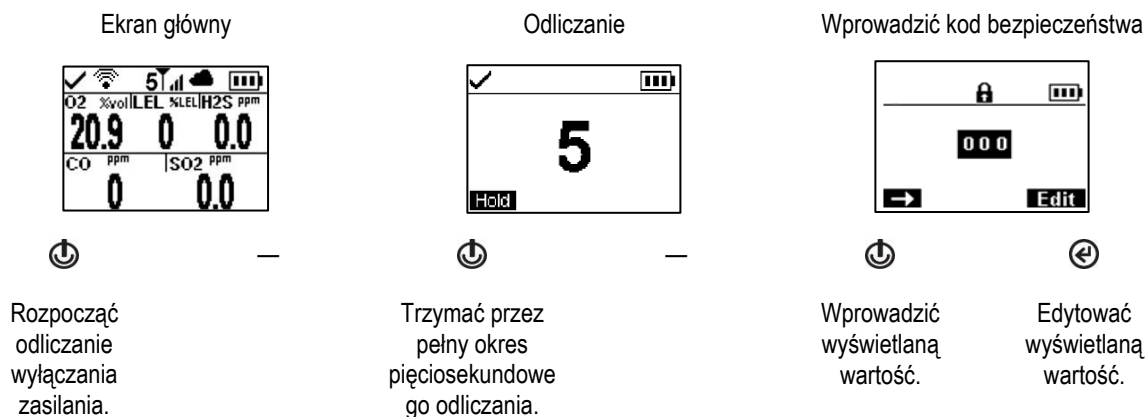 Ekran główny
Odliczanie
Wprowadzić kod bezpieczeństwa
5
O2 %vol LEL %LEL H2S ppm
20.9 0 0.0
CO ppm SO2 ppm
0 0.0
5
Hold
000
Edit
Rozpocząć
odliczanie
wyłączania
zasilania.
Trzymać przez
pełny okres
pięciosekundowe
go odliczania.
Wprowadzić
wyświetlaną
wartość.
Edytować
wyświetlaną
wartość.